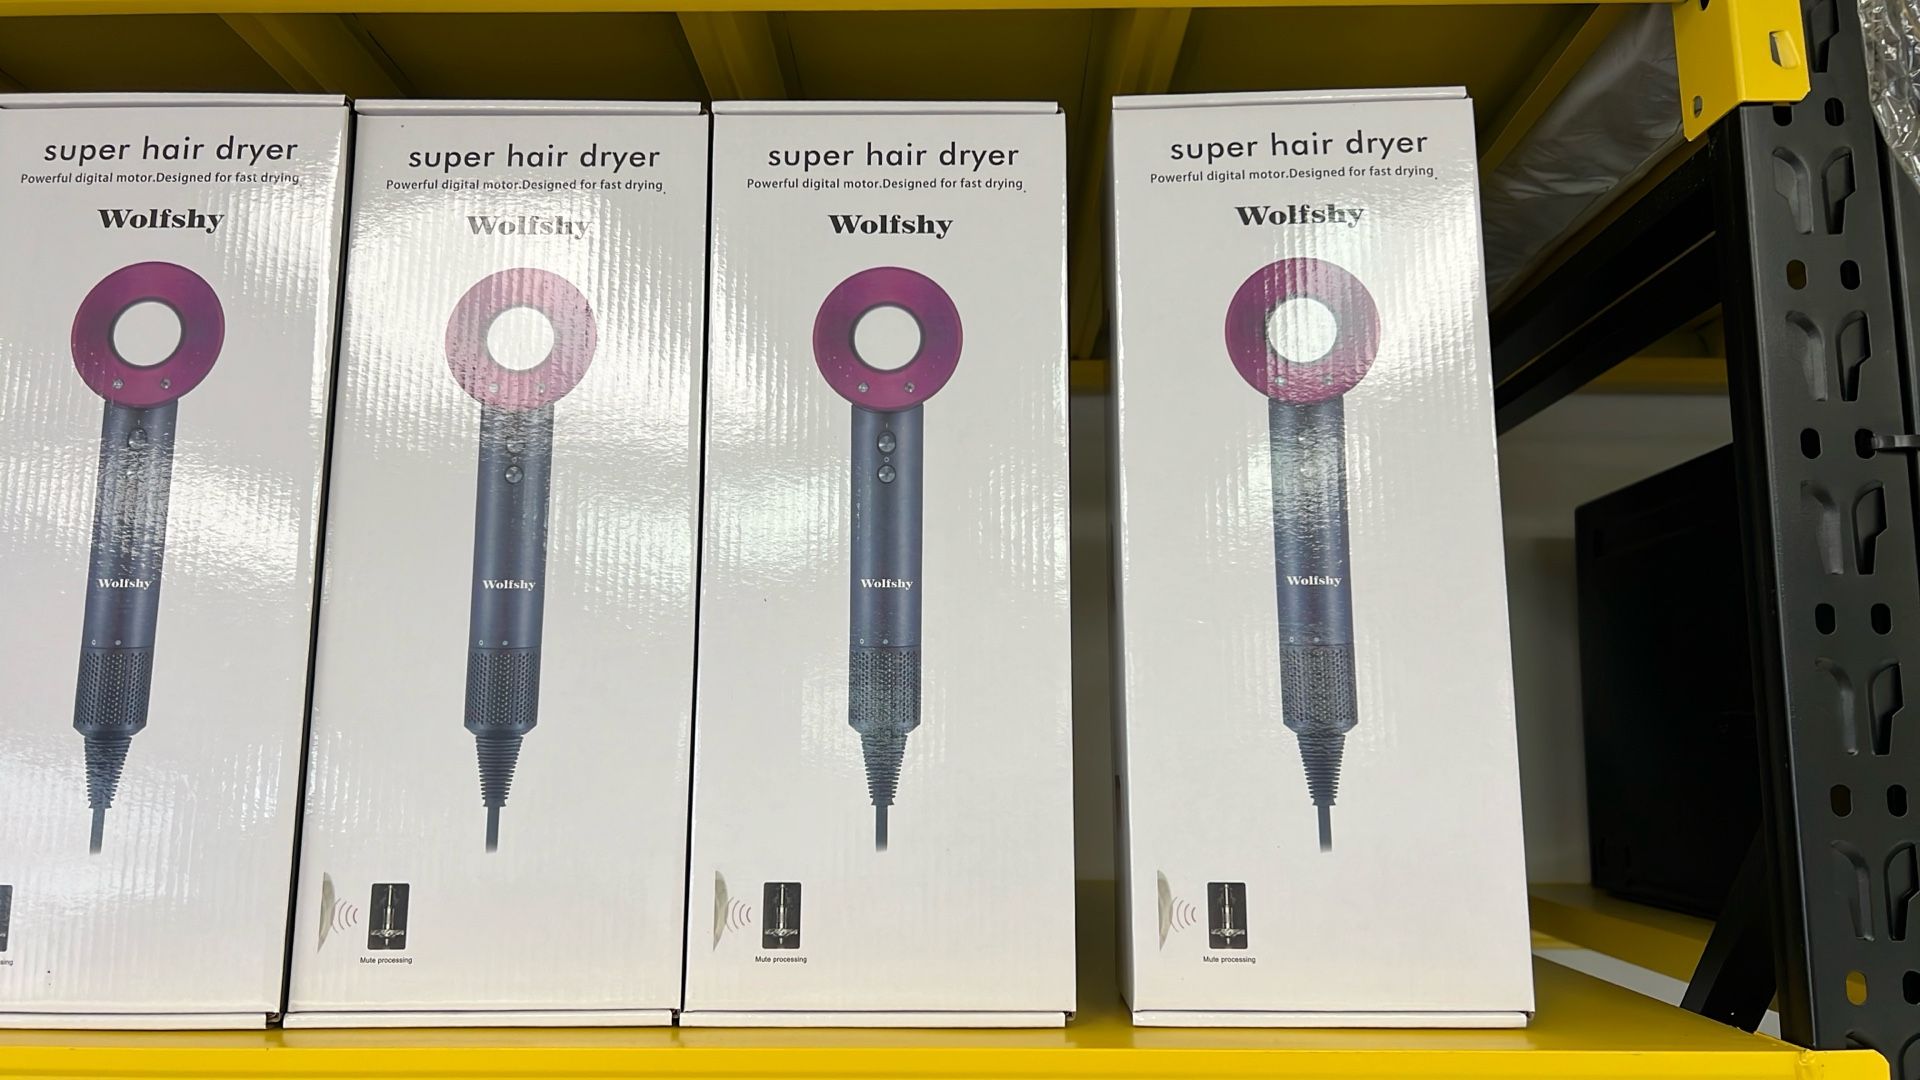 super hair dryer
Powerful digital motor.Designed for fast drying.
Wolfshy
Wolfshy
super hair dryer
Powerful digital motor.Designed for fast drying.
Wolfshy
Wolfshy
Mute processing
super hair dryer
Powerful digital motor.Designed for fast drying.
Wolfshy
Wolfshy
Mute processing
super hair dryer
Powerful digital motor.Designed for fast drying.
Wolfshy
Wolfshy
Mute processing